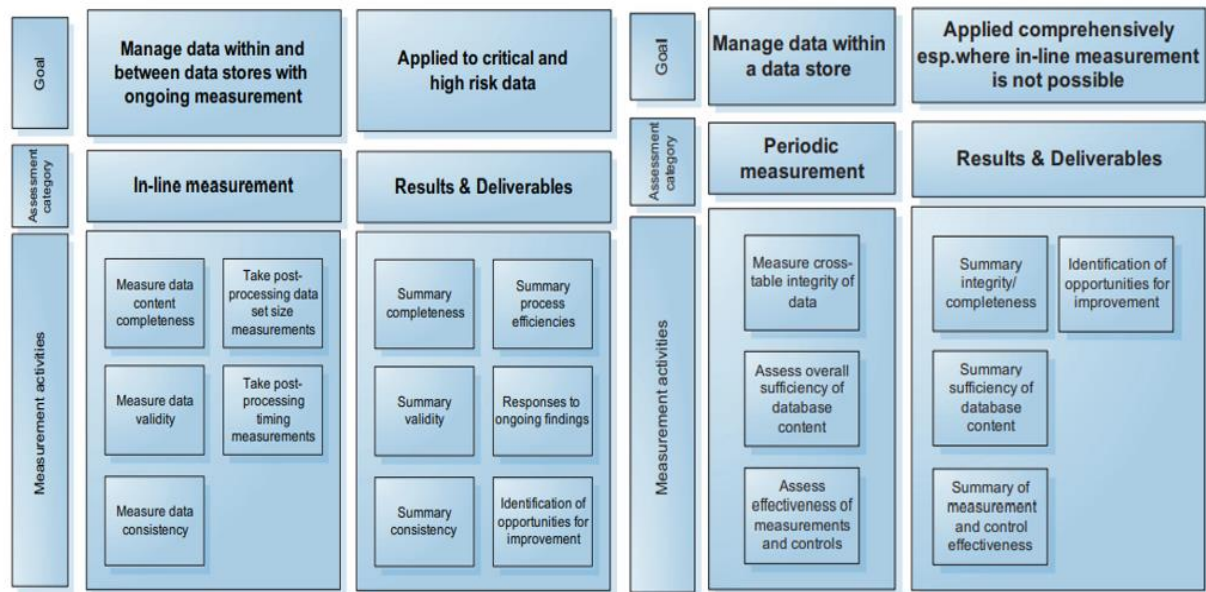 Goal
Manage data within and
between data stores with
ongoing measurement
Applied to critical and
high risk data
Assessment
category
In-line measurement
Results & Deliverables
Measurement activities
Measure data
content
completeness
Take post-
processing data
set size
measurements
Measure data
validity
Take post-
processing
timing
measurements
Measure data
consistency
Summary
completeness
Summary
process
efficiencies
Summary
validity
Responses to
ongoing findings
Summary
consistency
Identification of
opportunities for
improvement
Goal
Manage data within
a data store
Applied comprehensively
esp.where in-line measurement
is not possible
Assessment
category
Periodic
measurement
Results & Deliverables
Measurement activities
Measure cross-
table integrity of
data
Assess overall
sufficiency of
database
content
Assess
effectiveness of
measurements
and controls
Summary
integrity/
completeness
Identification of
opportunities for
improvement
Summary
sufficiency of
database
content
Summary of
measurement
and control
effectiveness